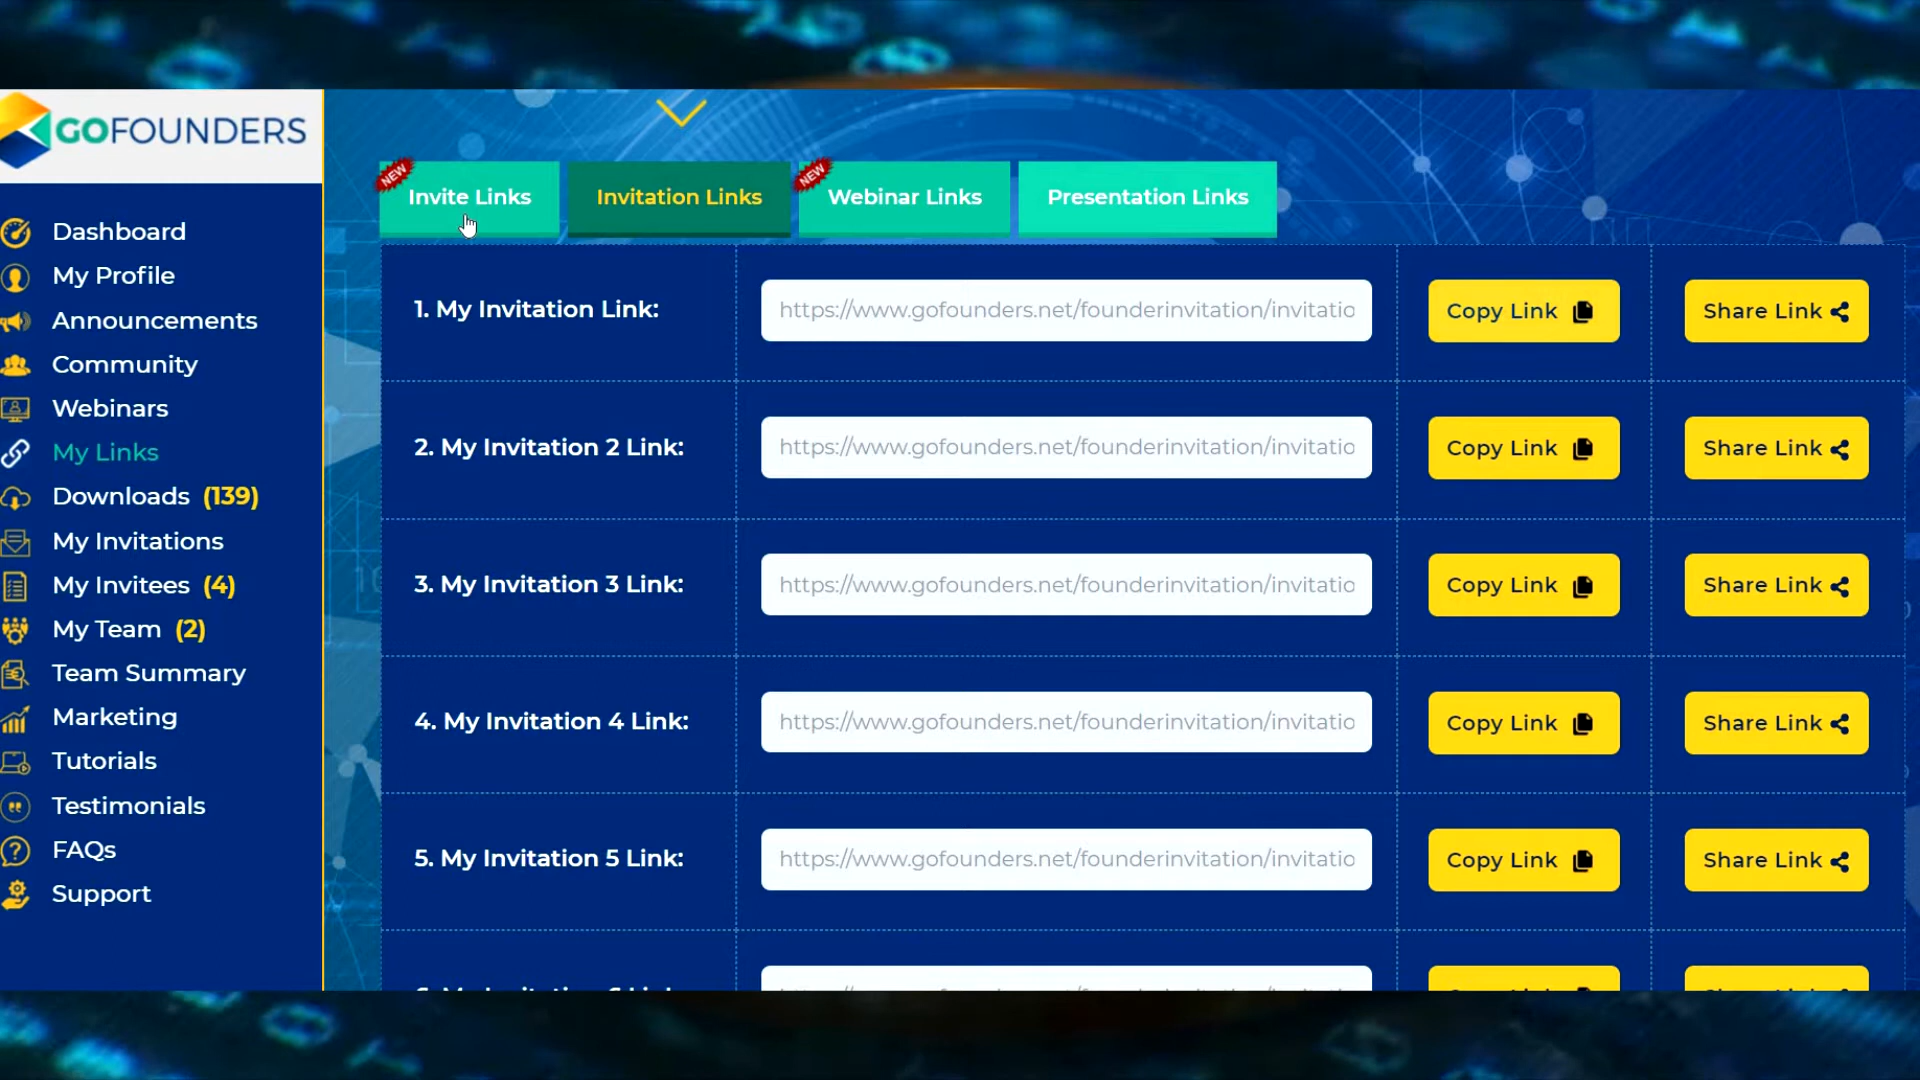 GOFOUNDERS
Dashboard
My Profile
Announcements
Community
Webinars
My Links
Downloads (139)
My Invitations
My Invitees (4)
My Team (2)
Team Summary
Marketing
Tutorials
Testimonials
FAQs
Support
NEW
Invite Links
Invitation Links
NEW
Webinar Links
Presentation Links
1. My Invitation Link: https://www.gofounders.net/founderinvitation/invitatio Copy Link Share Link
2. My Invitation 2 Link: https://www.gofounders.net/founderinvitation/invitatio Copy Link Share Link
3. My Invitation 3 Link: https://www.gofounders.net/founderinvitation/invitatio Copy Link Share Link
4. My Invitation 4 Link: https://www.gofounders.net/founderinvitation/invitatio Copy Link Share Link
5. My Invitation 5 Link: https://www.gofounders.net/founderinvitation/invitatio Copy Link Share Link